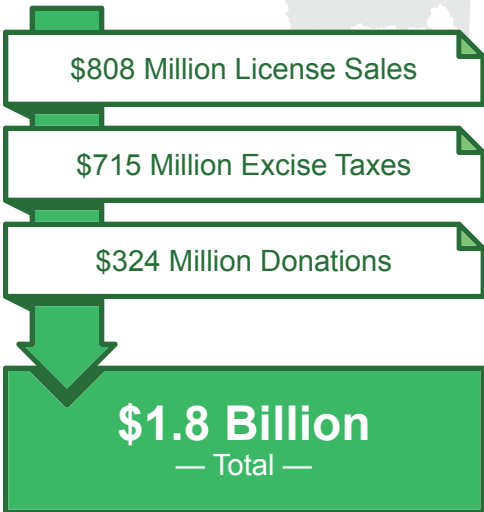 $808 Million License Sales
$715 Million Excise Taxes
$324 Million Donations
$1.8 Billion
— Total —